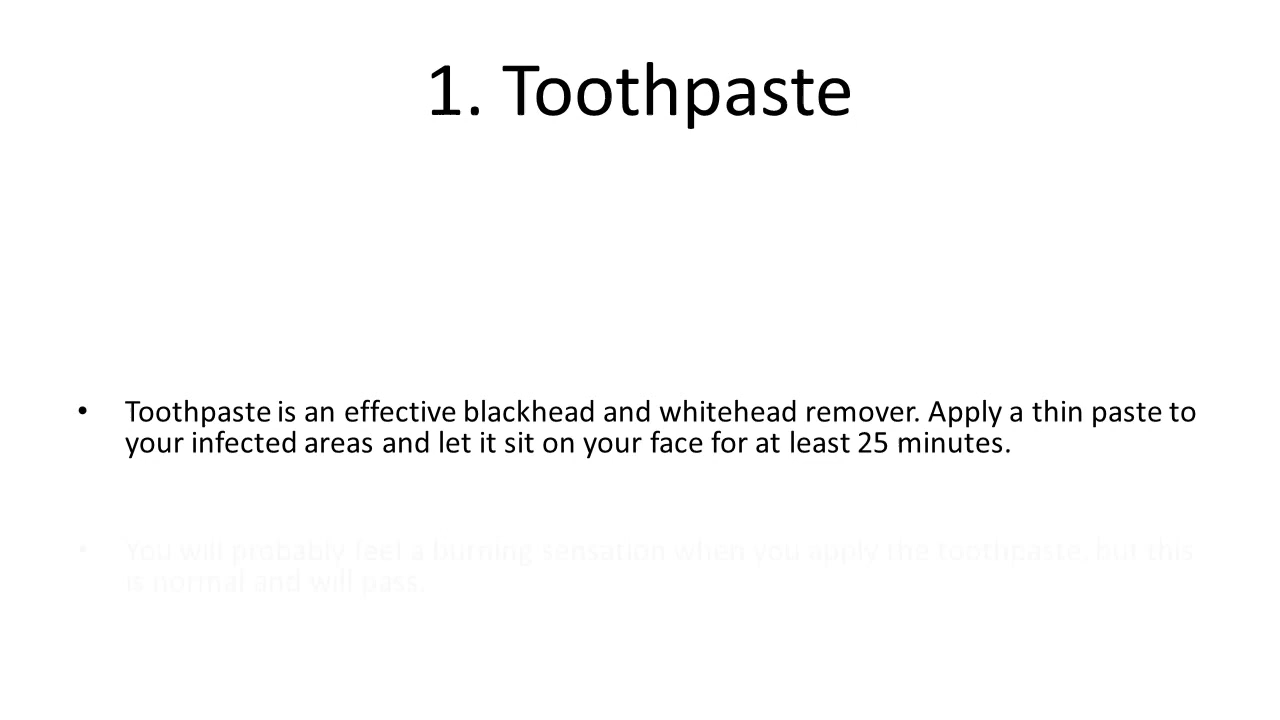 1. Toothpaste
• Toothpaste is an effective blackhead and whitehead remover. Apply a thin paste to
your infected areas and let it sit on your face for at least 25 minutes.
• You will probably feel a burning sensation when you apply the toothpaste, but this
is normal and will pass.